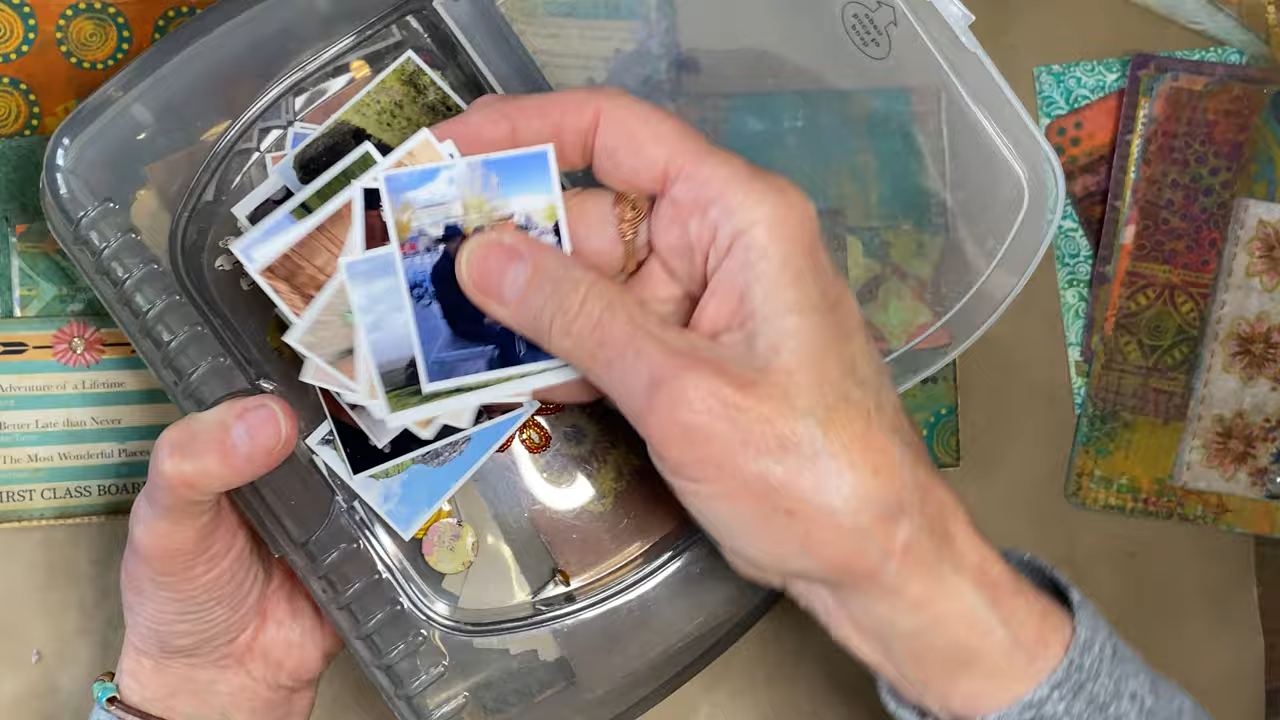 Adventure of a Lifetime
Better Late than Never
The Most Wonderful Places
IRST CLASS BOAR